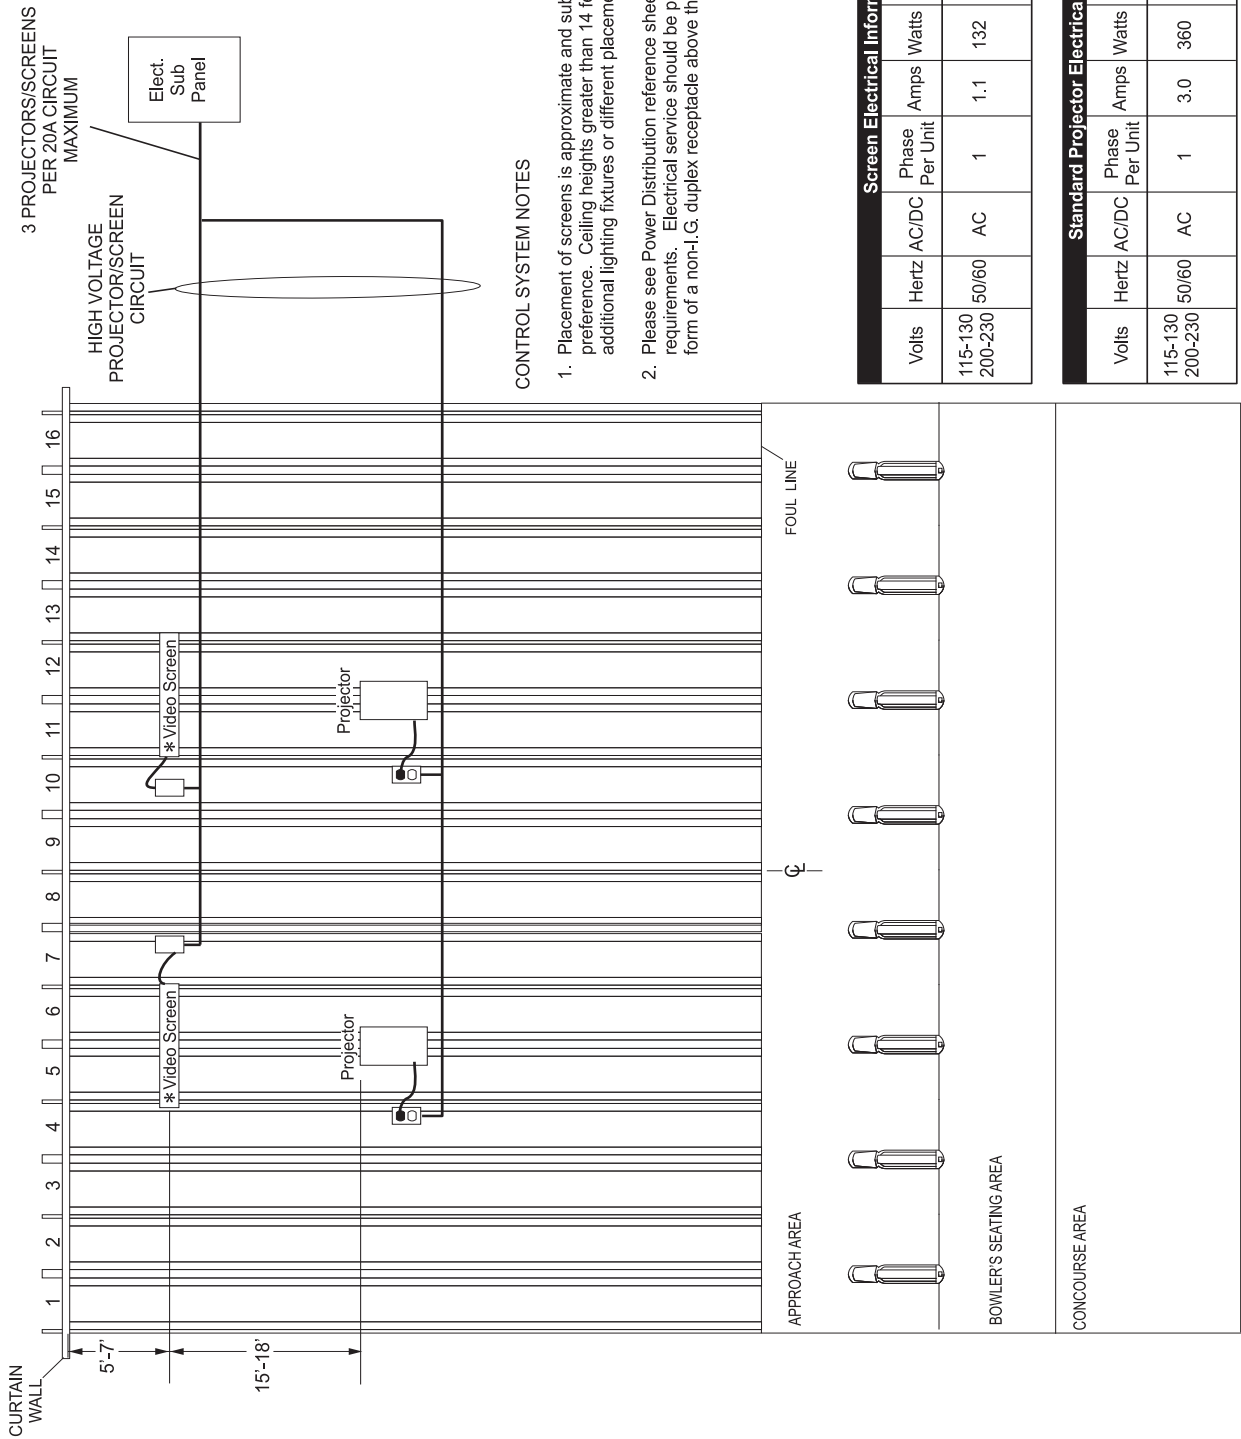 3 PROJECTORS/SCREENS
PER 20A CIRCUIT
MAXIMUM
Elect.
Sub
Panel
HIGH VOLTAGE
PROJECTOR/SCREEN
CIRCUIT
CURTAIN
WALL
1 2 3 4 5 6 7 8 9 10 11 12 13 14 15 16
5'-7'
15'-18'
*Video Screen
*Video Screen
Projector
Projector
FOUL LINE
CL
APPROACH AREA
BOWLER'S SEATING AREA
CONCOURSE AREA
CONTROL SYSTEM NOTES
1. Placement of screens is approximate and
preference. Ceiling heights greater than 14
additional lighting fixtures or different
2. Please see Power Distribution reference
requirements. Electrical service should be
form of a non-I.G. duplex receptacle above
Screen Electrical
Volts Hertz AC/DC Phase Per Unit Amps Watts
115-130
200-230 50/60 AC 1 1.1 132
Standard Projector Electrical
Volts Hertz AC/DC Phase Per Unit Amps Watts
115-130
200-230 50/60 AC 1 3.0 360